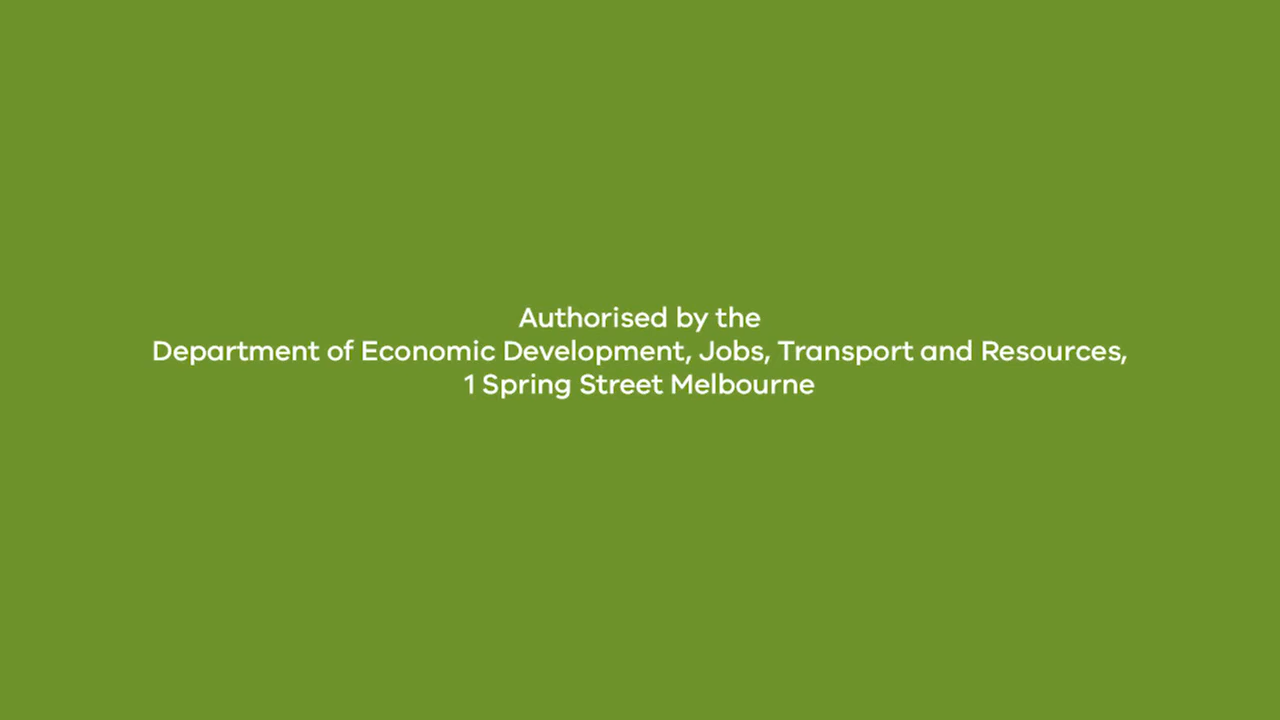 Authorised by the
Department of Economic Development, Jobs, Transport and Resources,
1 Spring Street Melbourne